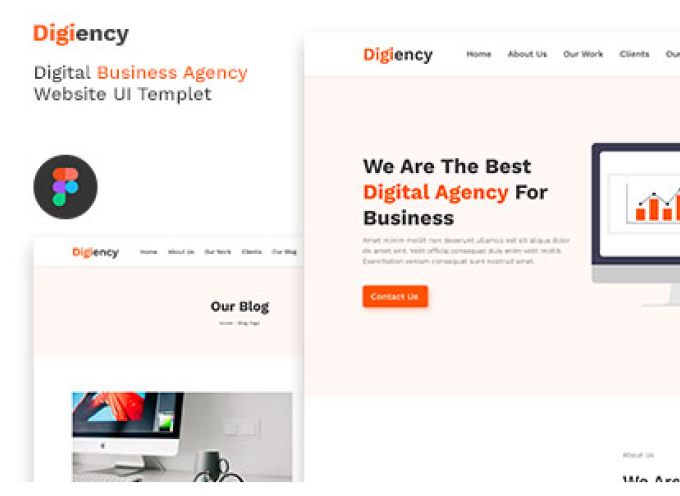 Digiency
Digital Business Agency
Website UI Templet
Digiency
Home About Us Our Work Clients Our
We Are The Best
Digital Agency For
Business
Amet minim mollit non deserunt ullamco est sit aliqua dolor
do amet sint. Velit officia consequat duis enim velit mollit.
Exercitation veniam consequat sunt nostrud amet.
Contact Us
Digiency
Home About Us Our Work Clients Our Blog
Our Blog
Home - Blog Page
About Us
We Are